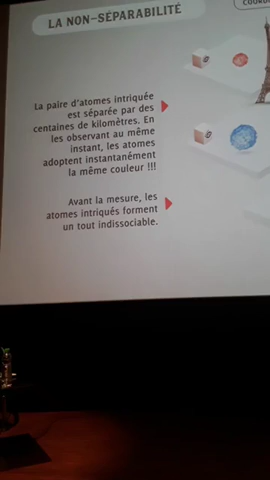 LA NON-SÉPARABILITÉ
La paire d'atomes intriquée
est séparée par des
centaines de kilomètres. En
les observant au même
instant, les atomes
adoptent instantanément
la même couleur !!!
Avant la mesure, les
atomes intriqués forment
un tout indissociable.